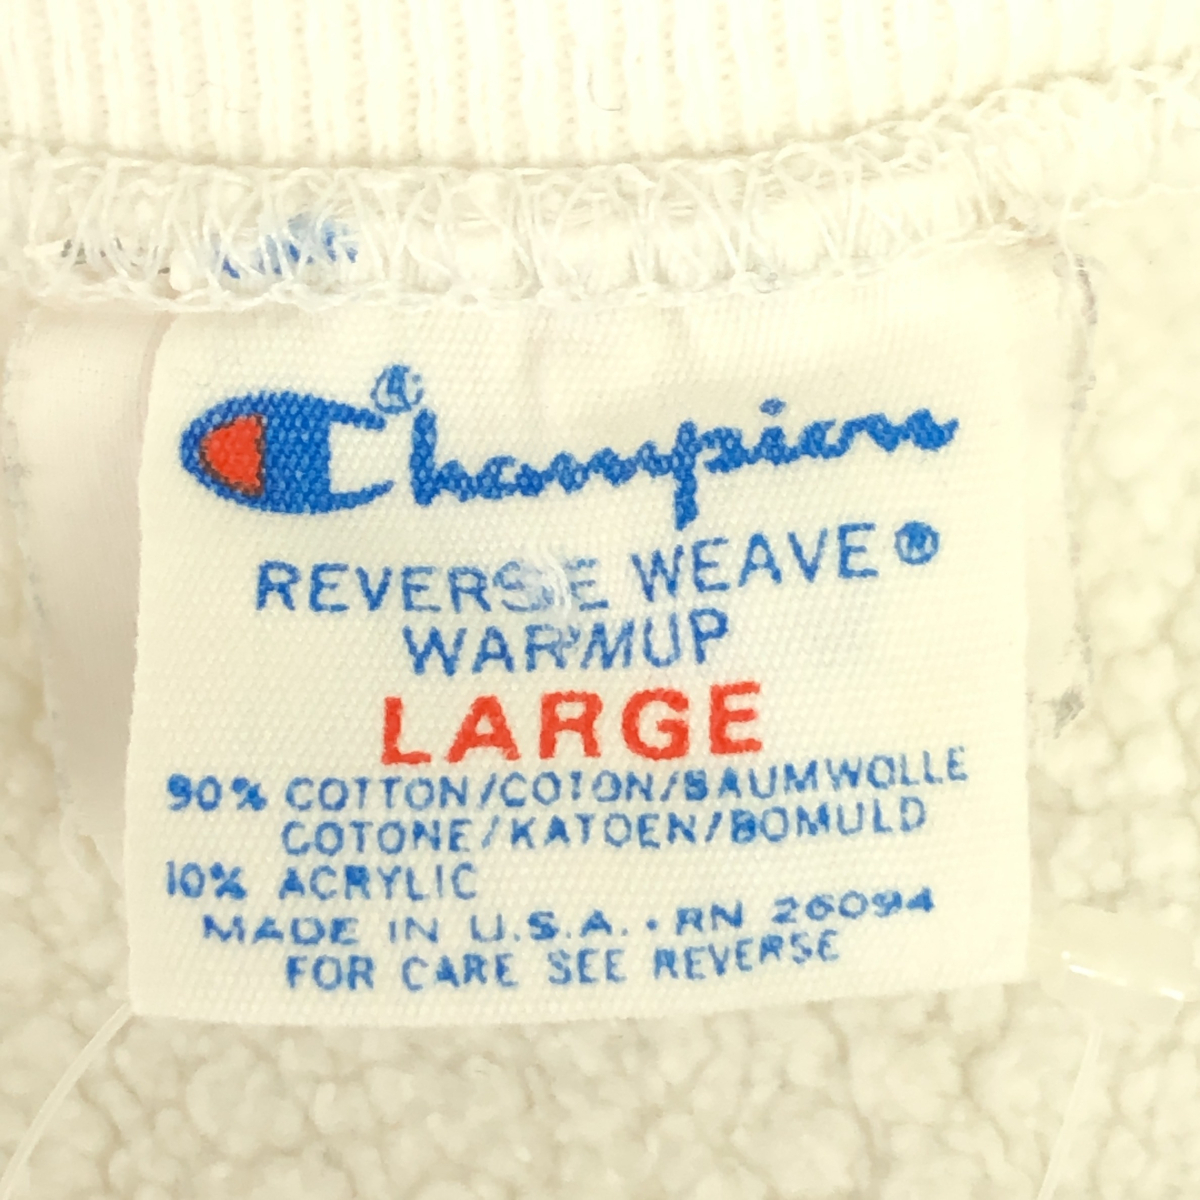 Champion®
REVERSE WEAVE®
WARMUP
LARGE
90% COTTON/COTON/BAUMWOLLE
COTONE/KATOEN/BOMULD
10% ACRYLIC
MADE IN U.S.A. • RN 26094
FOR CARE SEE REVERSE